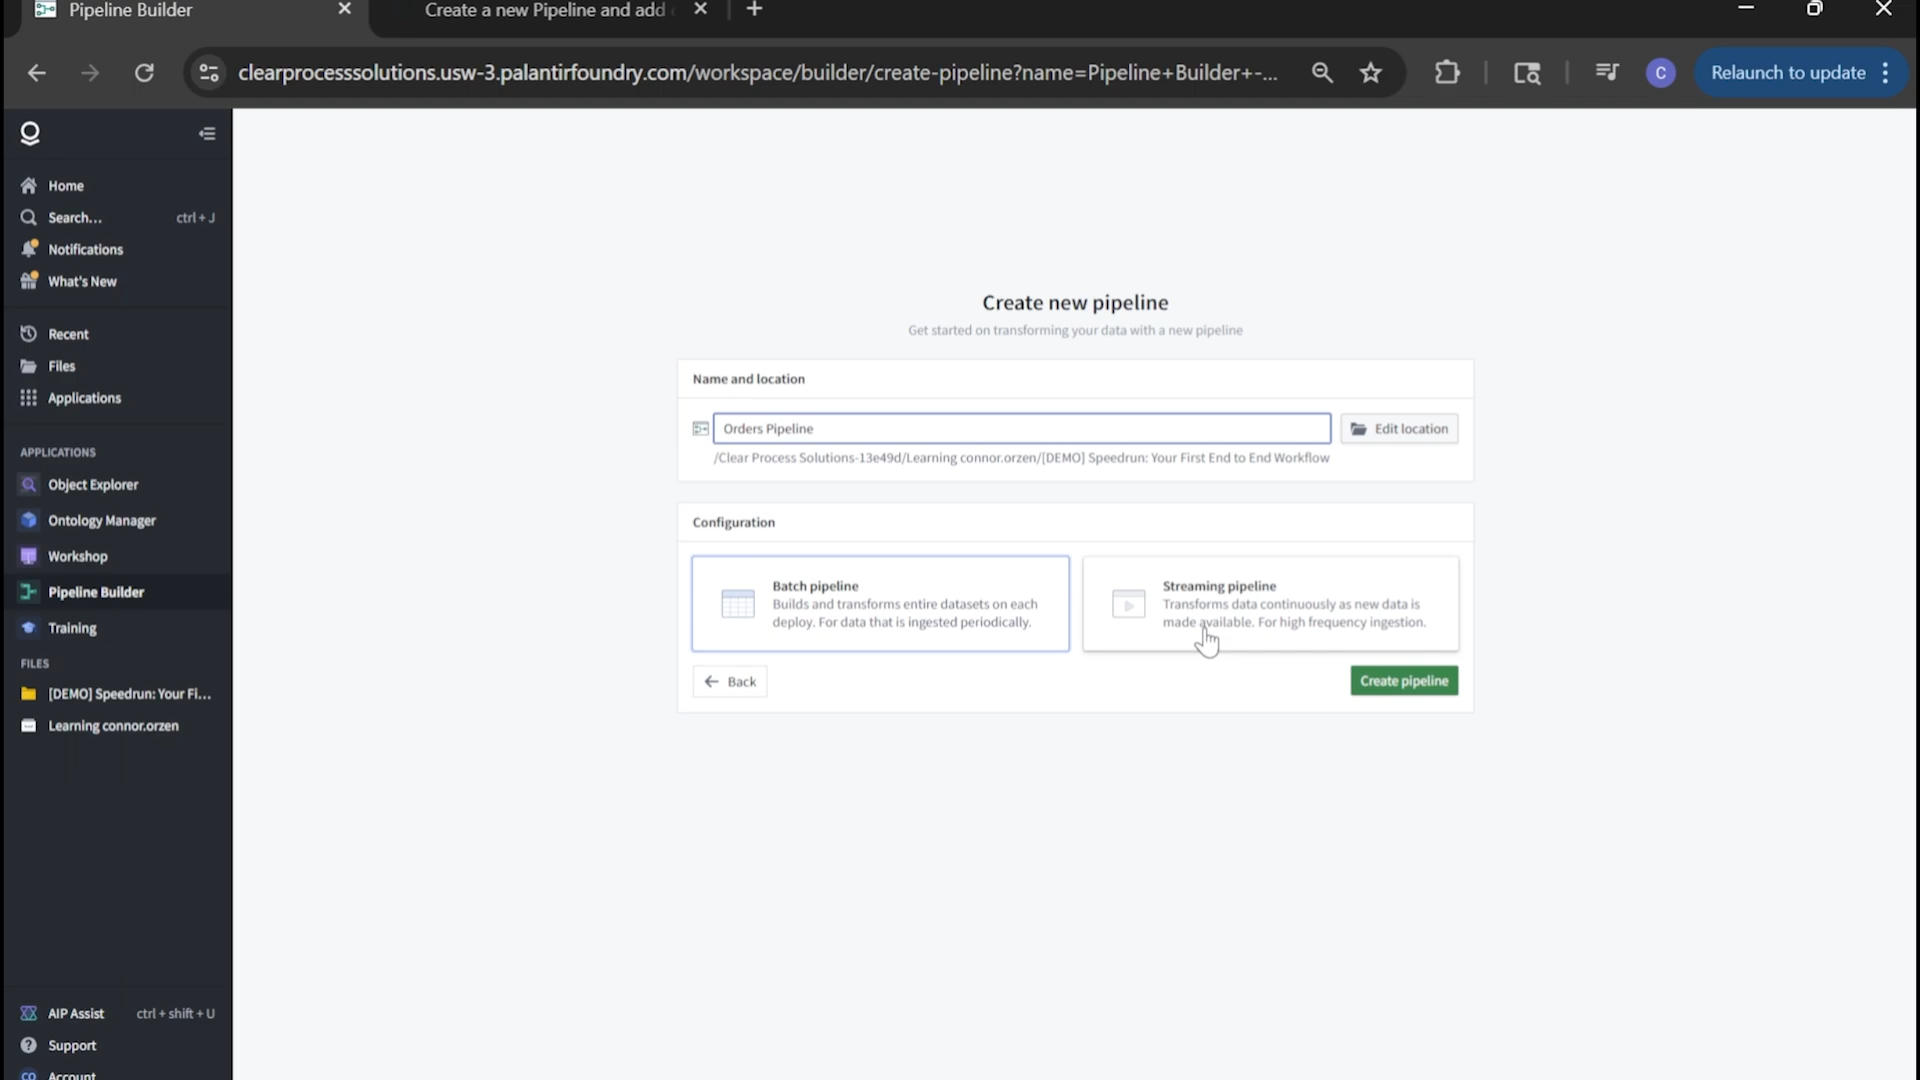 Pipeline Builder
Create a new Pipeline and add
clearprocesssolutions.usw-3.palantirfoundry.com/workspace/builder/create-pipeline?name=Pipeline+Builder+-...
C
Relaunch to update
Home
Search... ctrl+J
Notifications
What's New
Recent
Files
Applications
APPLICATIONS
Object Explorer
Ontology Manager
Workshop
Pipeline Builder
Training
FILES
[DEMO] Speedrun: Your Fi...
Learning connor.orzen
AIP Assist ctrl + shift + U
Support
CO Account
Create new pipeline
Get started on transforming your data with a new pipeline
Name and location
Orders Pipeline
Edit location
/Clear Process Solutions-13e49d/Learning connor.orzen/[DEMO] Speedrun: Your First End to End Workflow
Configuration
Batch pipeline
Builds and transforms entire datasets on each
deploy. For data that is ingested periodically.
Streaming pipeline
Transforms data continuously as new data is
made available. For high frequency ingestion.
Back
Create pipeline